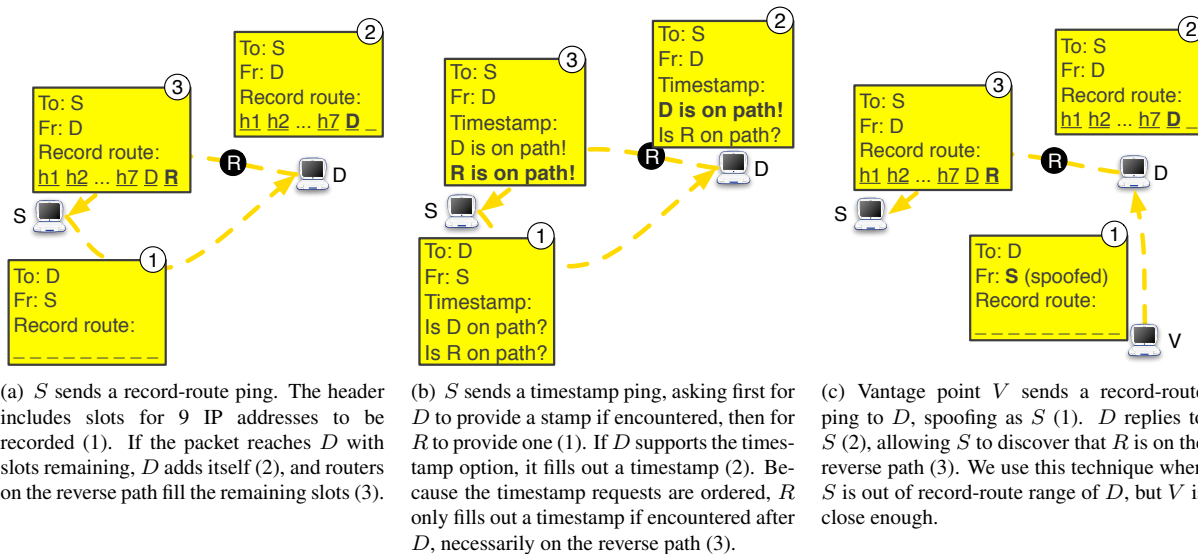 2
To: S
Fr: D
Record route:
h1 h2 ... h7 D _
3
To: S
Fr: D
Record route:
h1 h2 ... h7 D R
R
D
S
1
To: D
Fr: S
Record route:
_ _ _ _ _ _ _ _ _
(a) S sends a record-route ping. The header
includes slots for 9 IP addresses to be
recorded (1). If the packet reaches D with
slots remaining, D adds itself (2), and routers
on the reverse path fill the remaining slots (3).
2
To: S
Fr: D
Timestamp:
D is on path!
Is R on path?
3
To: S
Fr: D
Timestamp:
D is on path!
R is on path!
R
D
S
1
To: D
Fr: S
Timestamp:
Is D on path?
Is R on path?
(b) S sends a timestamp ping, asking first for
D to provide a stamp if encountered, then for
R to provide one (1). If D supports the times-
tamp option, it fills out a timestamp (2). Be-
cause the timestamp requests are ordered, R
only fills out a timestamp if encountered after
D, necessarily on the reverse path (3).
2
To: S
Fr: D
Record route:
h1 h2 ... h7 D _
3
To: S
Fr: D
Record route:
h1 h2 ... h7 D R
R
D
S
1
To: D
Fr: S (spoofed)
Record route:
_ _ _ _ _ _ _ _ _
V
(c) Vantage point V sends a record-route
ping to D, spoofing as S (1). D replies to
S (2), allowing S to discover that R is on the
reverse path (3). We use this technique when
S is out of record-route range of D, but V is
close enough.